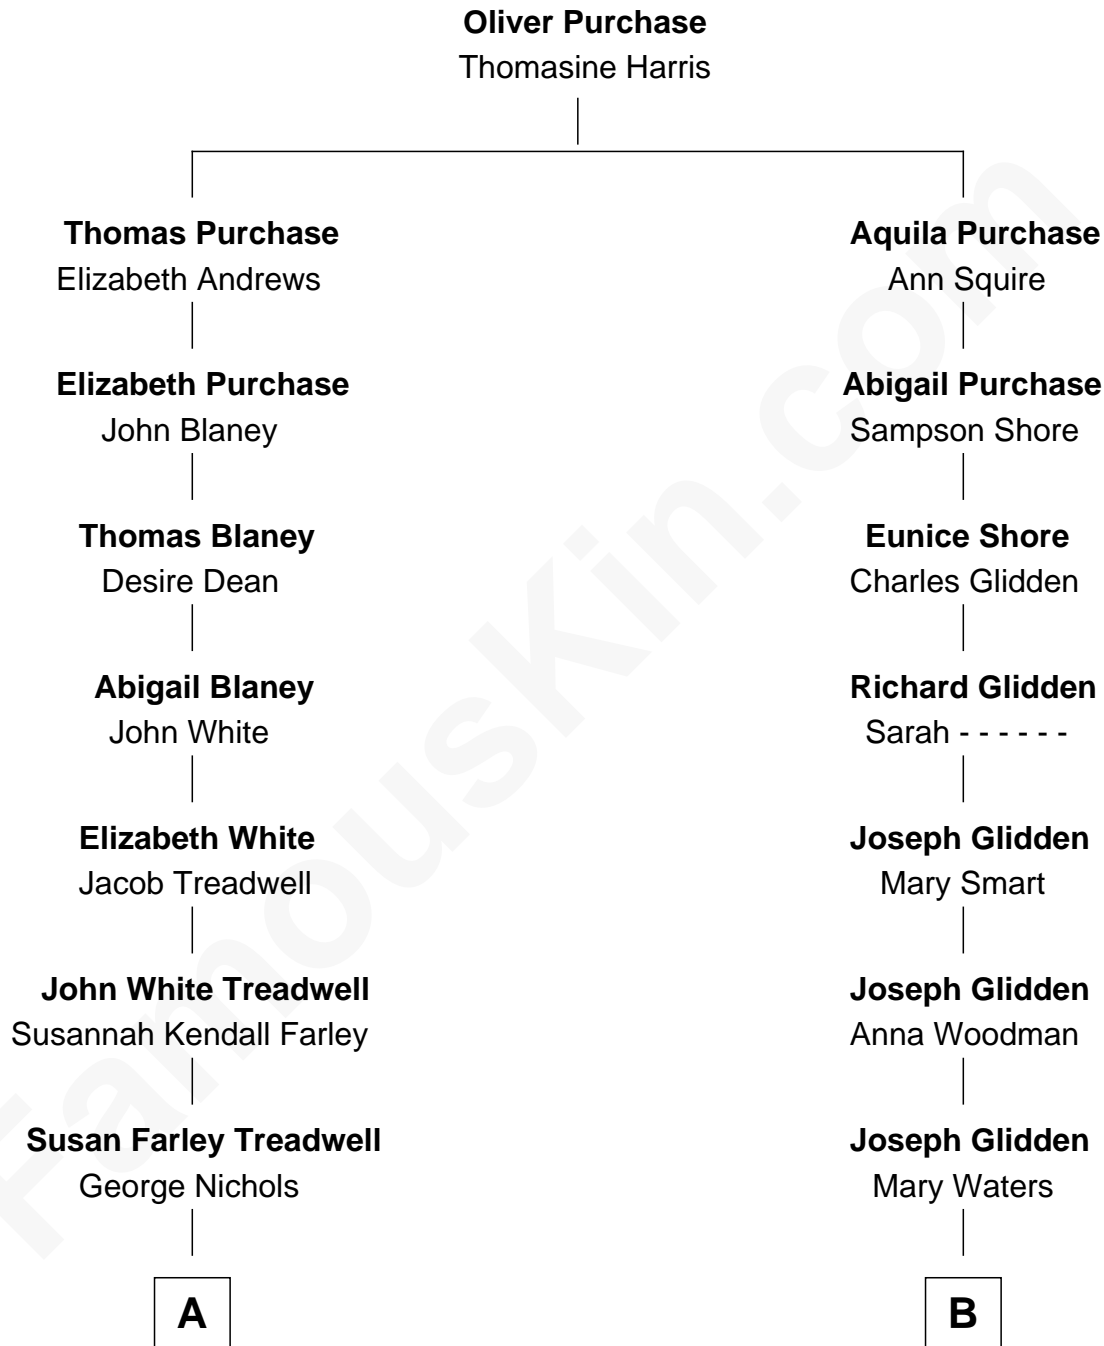 Oliver Purchase
Thomasine Harris
Thomas Purchase
Elizabeth Andrews
Aquila Purchase
Ann Squire
Elizabeth Purchase
John Blaney
Abigail Purchase
Sampson Shore
Thomas Blaney
Desire Dean
Eunice Shore
Charles Glidden
Abigail Blaney
John White
Richard Glidden
Sarah - - - - - -
Elizabeth White
Jacob Treadwell
Joseph Glidden
Mary Smart
John White Treadwell
Susannah Kendall Farley
Joseph Glidden
Anna Woodman
Susan Farley Treadwell
George Nichols
Joseph Glidden
Mary Waters
A
B
FamousKin.com